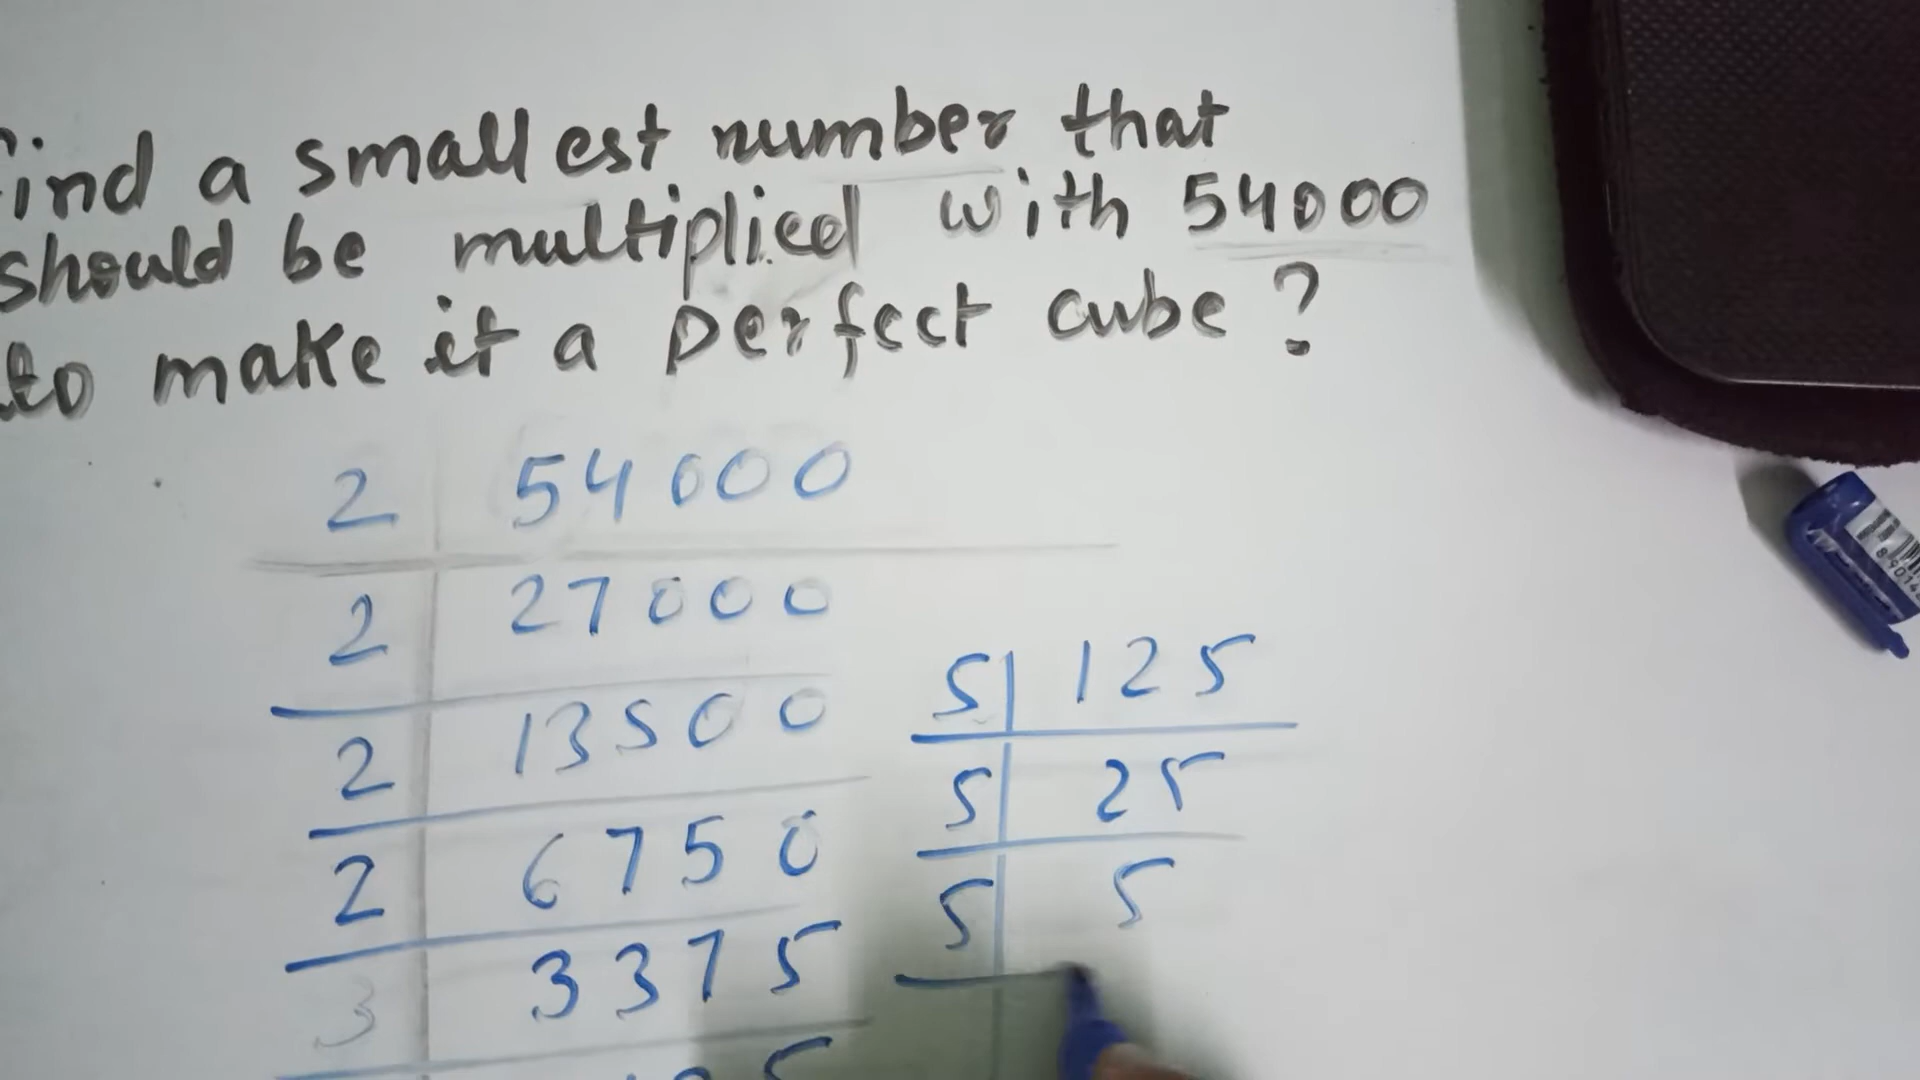 find a smallest number that
should be multiplied with 54000
to make it a perfect cube ?
2 54000
2 27000
2 13500
2 6750
3 3375
5 125
5 25
5 5